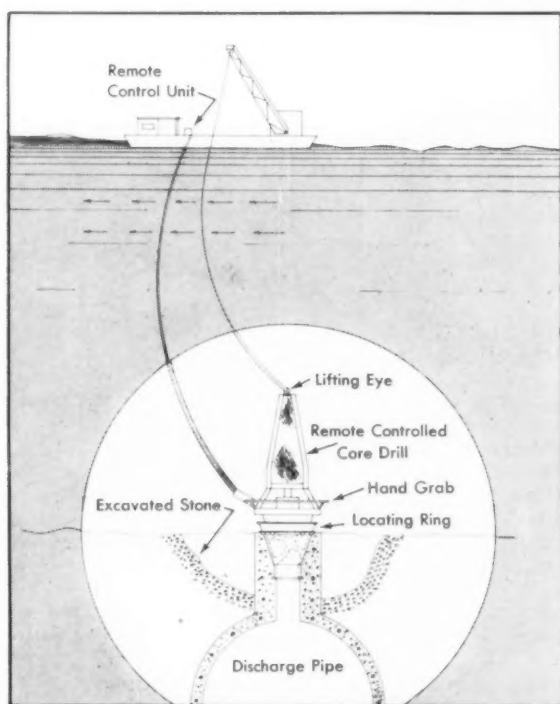 Remote
Control Unit
Lifting Eye
Remote Controlled
Core Drill
Hand Grab
Excavated Stone
Locating Ring
Discharge Pipe